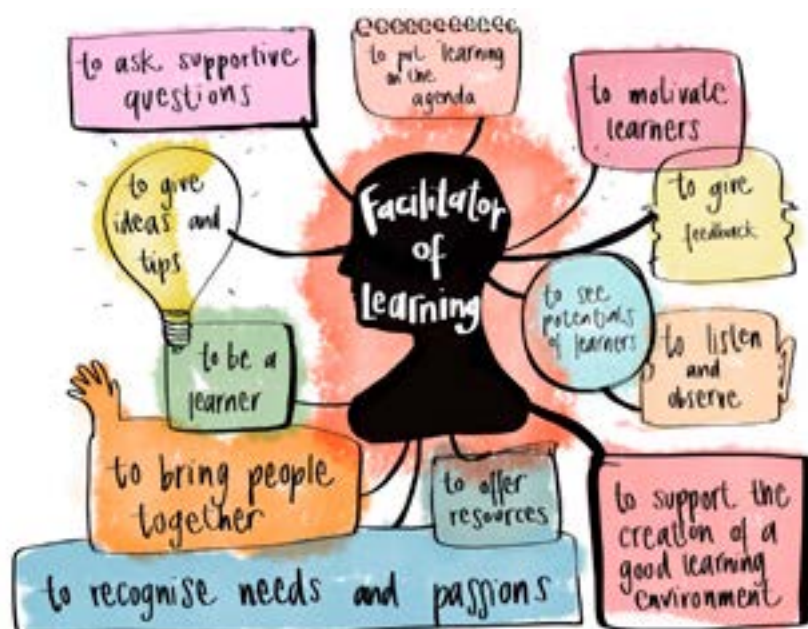 to ask supportive
questions
to put learning
on the
agenda
to motivate
learners
to give
ideas and
tips
Facilitator
of
Learning
to give
feedback
to see
potentials
of learners
to be a
learner
to listen
and
observe
to bring people
together
to offer
resources
to support the
creation of a
good learning
environment
to recognise needs and passions